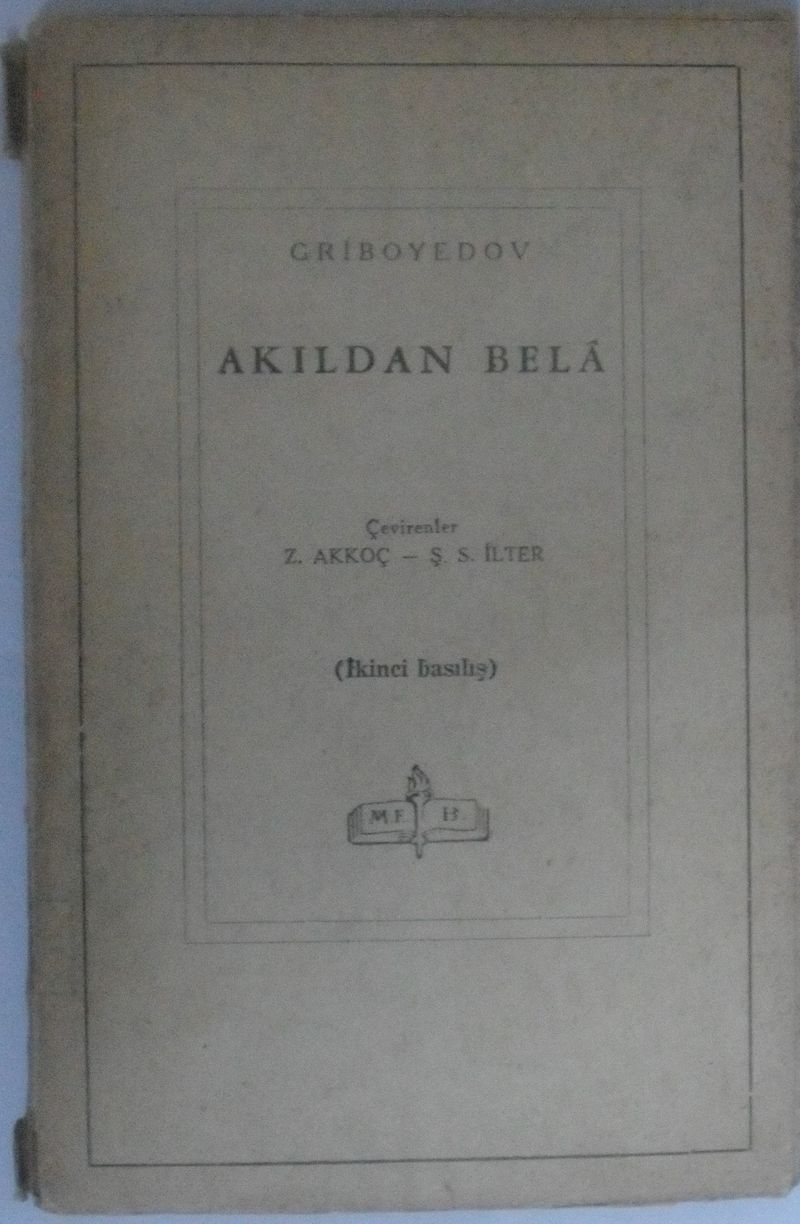 GRİBOYEDOV
AKILDAN BELÂ
Çevirenler
Z. AKKOÇ — Ş. S. İLTER
(İkinci basılış)
M. E. B.